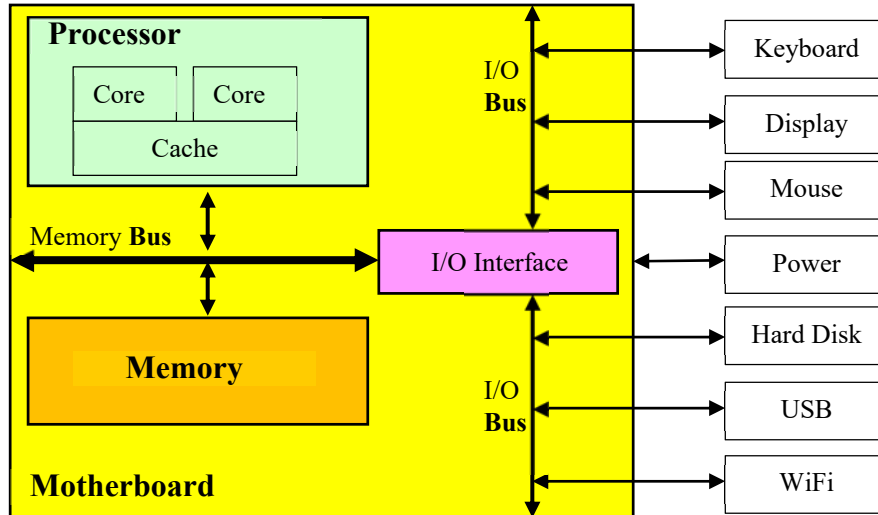 Processor
Core
Core
Cache
Memory Bus
Memory
Motherboard
I/O
Bus
I/O Interface
I/O
Bus
Keyboard
Display
Mouse
Power
Hard Disk
USB
WiFi